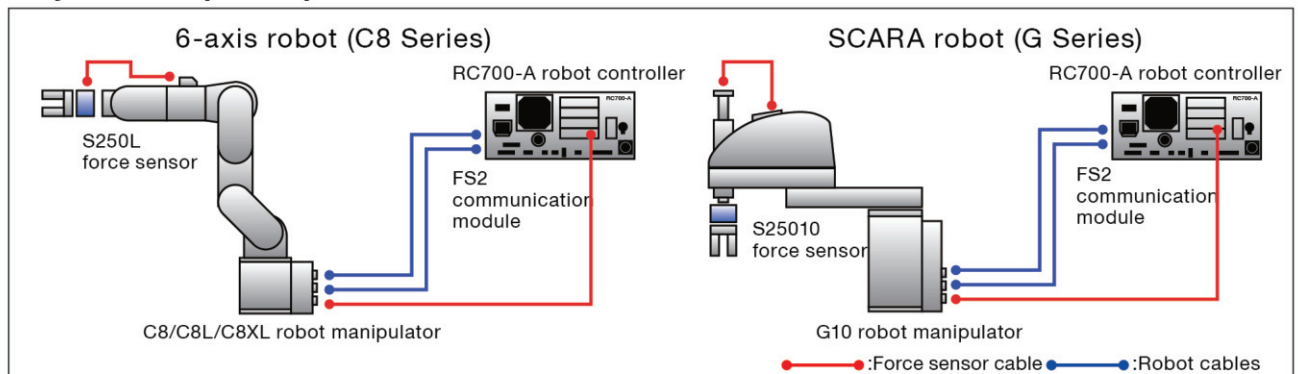 6-axis robot (C8 Series)
RC700-A robot controller
RC700-A
S250L
force sensor
FS2
communication
module
C8/C8L/C8XL robot manipulator
SCARA robot (G Series)
RC700-A robot controller
RC700-A
FS2
communication
module
S25010
force sensor
G10 robot manipulator
:Force sensor cable
:Robot cables